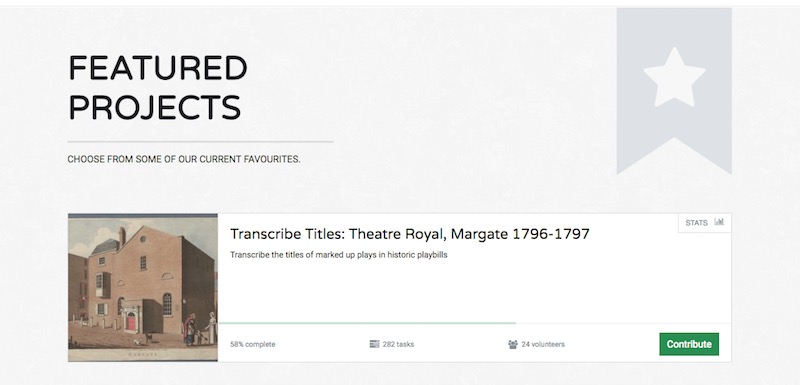 FEATURED
PROJECTS
CHOOSE FROM SOME OF OUR CURRENT FAVOURITES.
STATS
Transcribe Titles: Theatre Royal, Margate 1796-1797
Transcribe the titles of marked up plays in historic playbills
58% complete
282 tasks
24 volunteers
Contribute